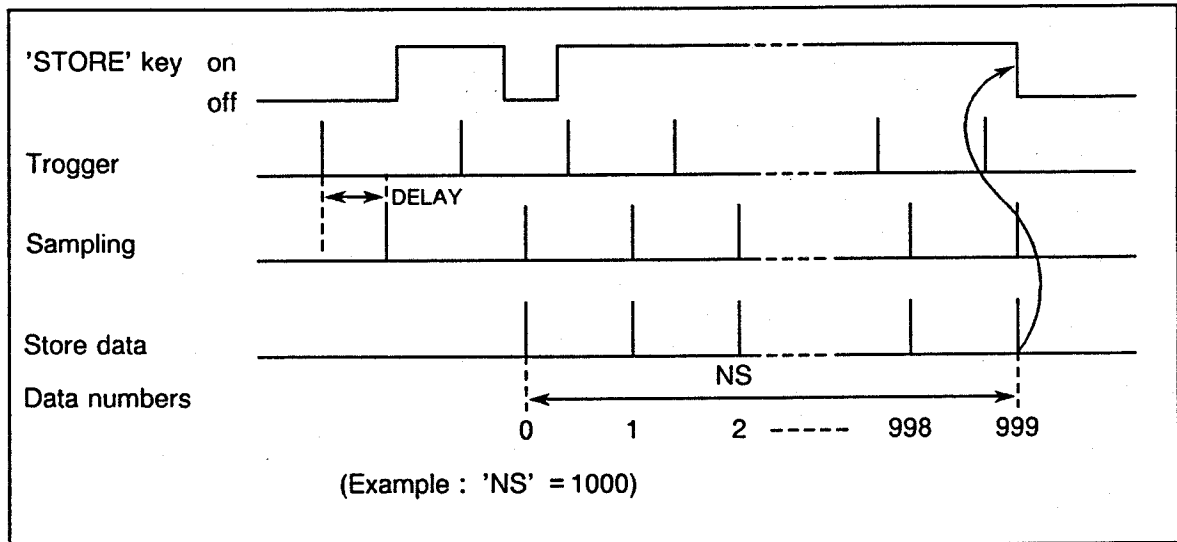 'STORE' key on
off
Trogger
DELAY
Sampling
Store data
NS
Data numbers
0 1 2 ----- 998 999
(Example : 'NS' = 1000)